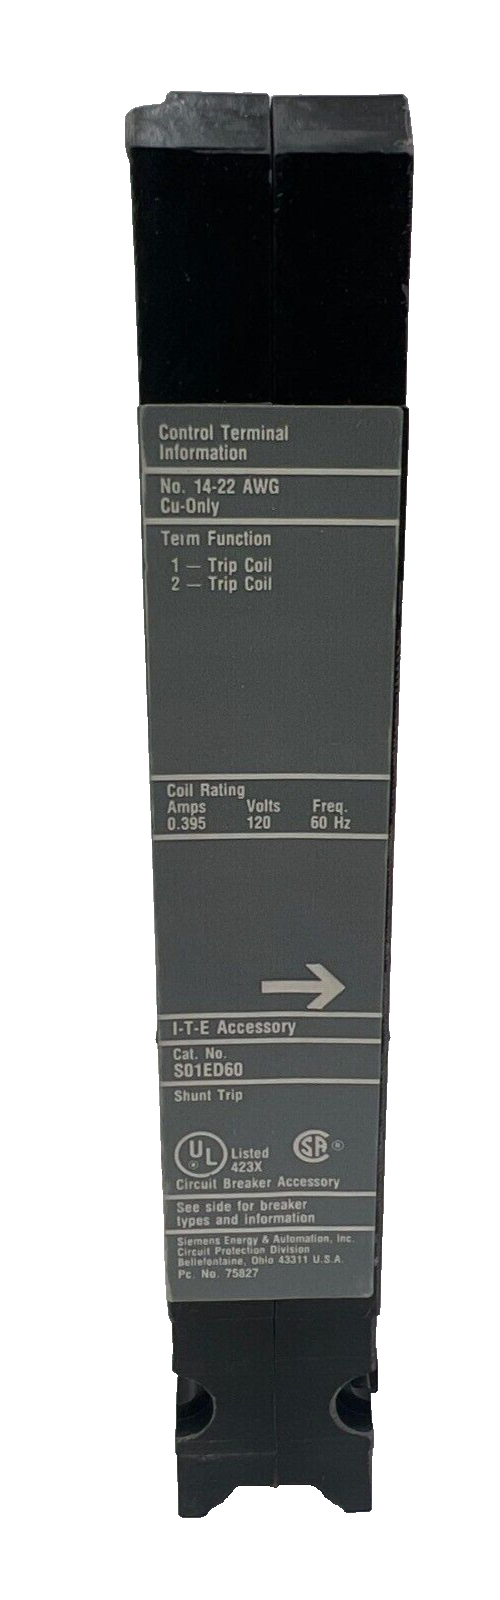 Control Terminal
Information
No. 14-22 AWG
Cu-Only
Term Function
1 — Trip Coil
2 — Trip Coil
Coil Rating
Amps Volts Freq.
0.395 120 60 Hz
I-T-E Accessory
Cat. No.
S01ED60
Shunt Trip
UL Listed SA ®
423X
Circuit Breaker Accessory
See side for breaker
types and information
Siemens Energy & Automation, Inc.
Circuit Protection Division
Bellefontaine, Ohio 43311 U.S.A.
Pc. No. 75827